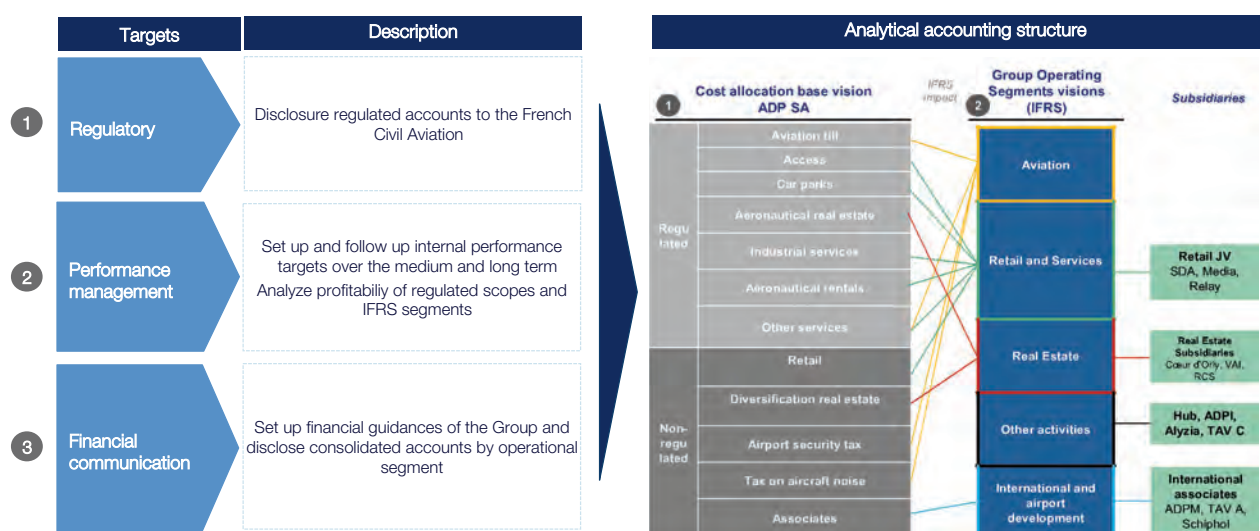 Targets
Description
1
Regulatory
Disclosure regulated accounts to the French
Civil Aviation
2
Performance
management
Set up and follow up internal performance
targets over the medium and long term
Analyze profitabiliy of regulated scopes and
IFRS segments
3
Financial
communication
Set up financial guidances of the Group and
disclose consolidated accounts by operational
segment
Analytical accounting structure
1
Cost allocation base vision
ADP SA
IFRS
impact
2
Group Operating
Segments visions
(IFRS)
Subsidiaries
Regu
lated
Aviation till
Access
Car parks
Aeronautical real estate
Industrial services
Aeronautical rentals
Other services
Non-
regu
lated
Retail
Diversification real estate
Airport security tax
Tax on aircraft noise
Associates
Aviation
Retail and Services
Real Estate
Other activities
International and
airport
development
Retail JV
SDA, Media,
Relay
Real Estate
Subsidiaries
Cœur d'Orly, VAI,
RCS
Hub, ADPI,
Alyzia, TAV C
International
associates
ADPM, TAV A,
Schiphol